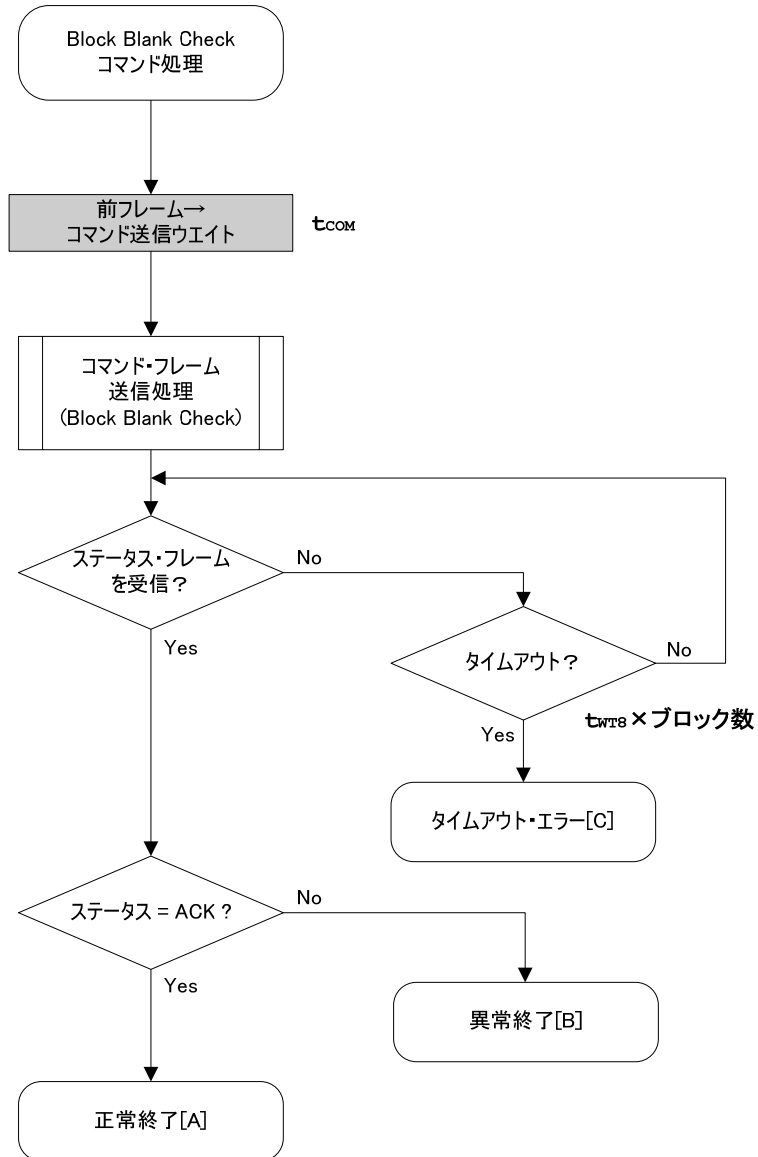 Block Blank Check
コマンド処理
前フレーム→
コマンド送信ウエイト
tCOM
コマンド・フレーム
送信処理
(Block Blank Check)
ステータス・フレーム
を受信？
No
Yes
タイムアウト？
No
tWT8×ブロック数
Yes
タイムアウト・エラー[C]
ステータス = ACK ?
No
Yes
異常終了[B]
正常終了[A]